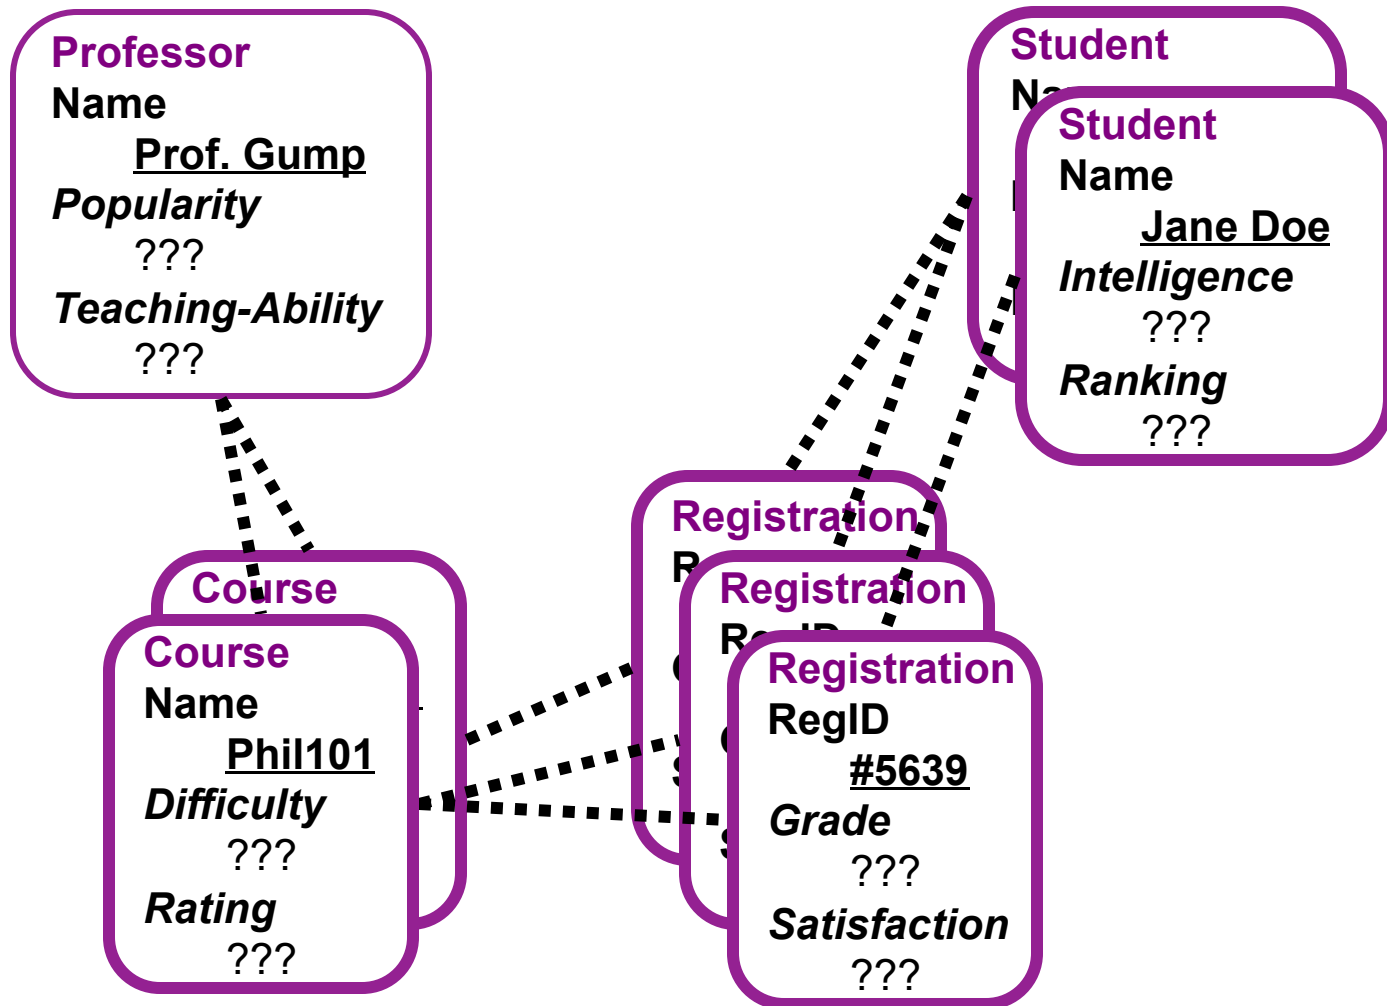 Professor
Name
Prof. Gump
Popularity
???
Teaching-Ability
???
Student
Student
Name
Jane Doe
Intelligence
???
Ranking
???
Course
Course
Name
Phil101
Difficulty
???
Rating
???
Registration
Registration
Registration
RegID
#5639
Grade
???
Satisfaction
???